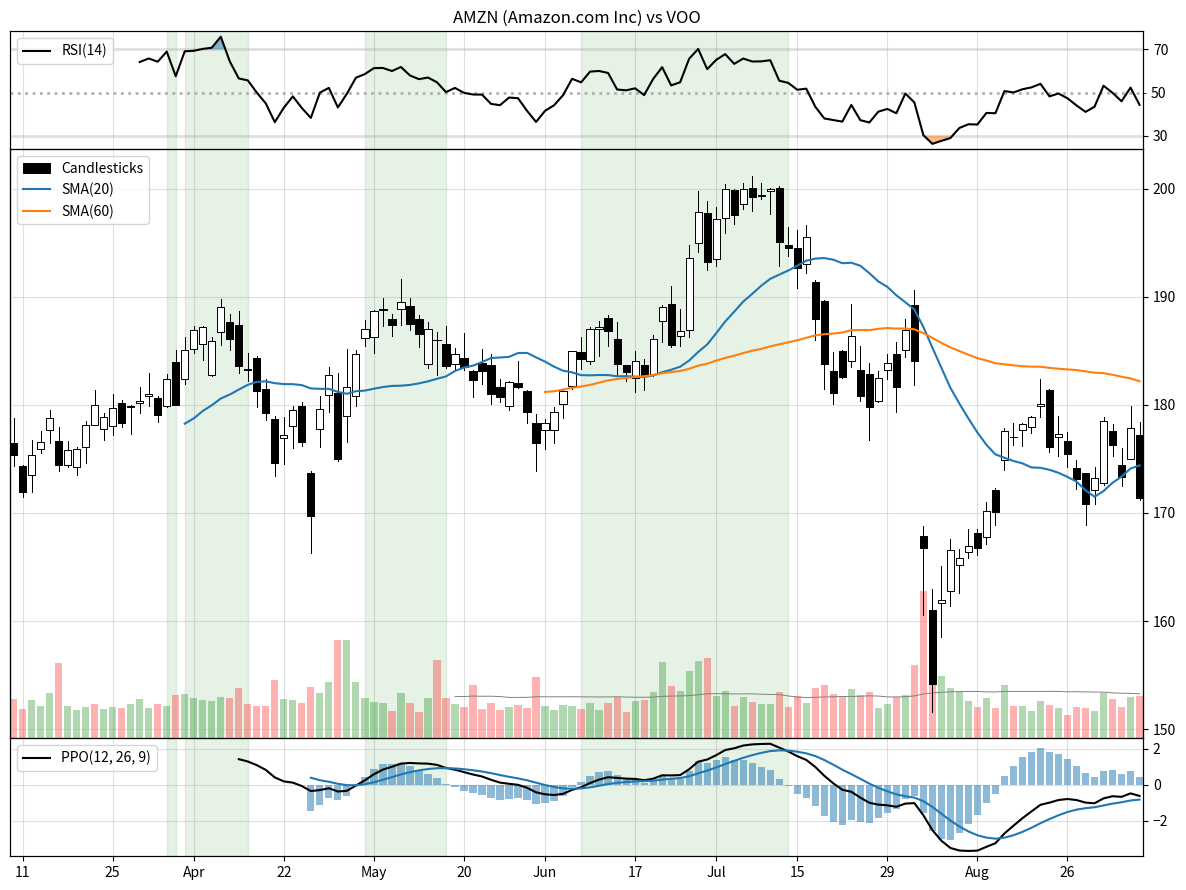 AMZN (Amazon.com Inc) vs VOO
RSI(14)
70
50
30
Candlesticks
SMA(20)
SMA(60)
200
190
180
170
160
150
PPO(12, 26, 9)
2
0
−2
11 25 Apr 22 May 20 Jun 17 Jul 15 29 Aug 26